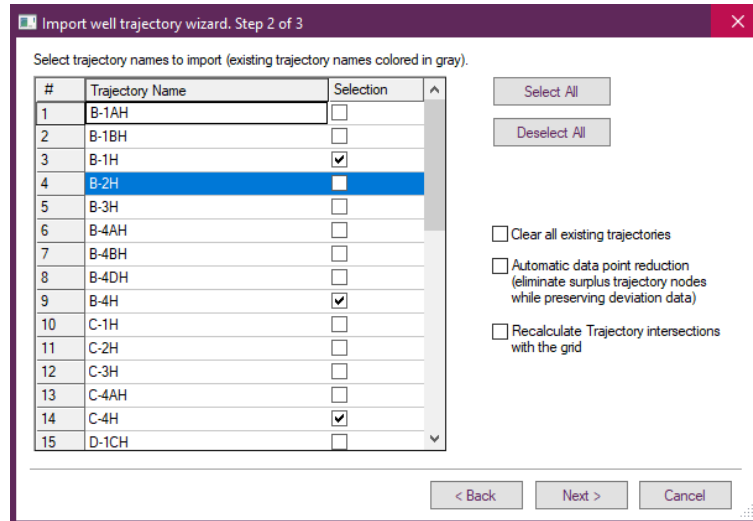 Import well trajectory wizard. Step 2 of 3
Select trajectory names to import (existing trajectory names colored in gray).
# Trajectory Name Selection
1 B-1AH
2 B-1BH
3 B-1H
4 B-2H
5 B-3H
6 B-4AH
7 B-4BH
8 B-4DH
9 B-4H
10 C-1H
11 C-2H
12 C-3H
13 C-4AH
14 C-4H
15 D-1CH
Select All
Deselect All
Clear all existing trajectories
Automatic data point reduction
(eliminate surplus trajectory nodes
while preserving deviation data)
Recalculate Trajectory intersections
with the grid
< Back Next > Cancel